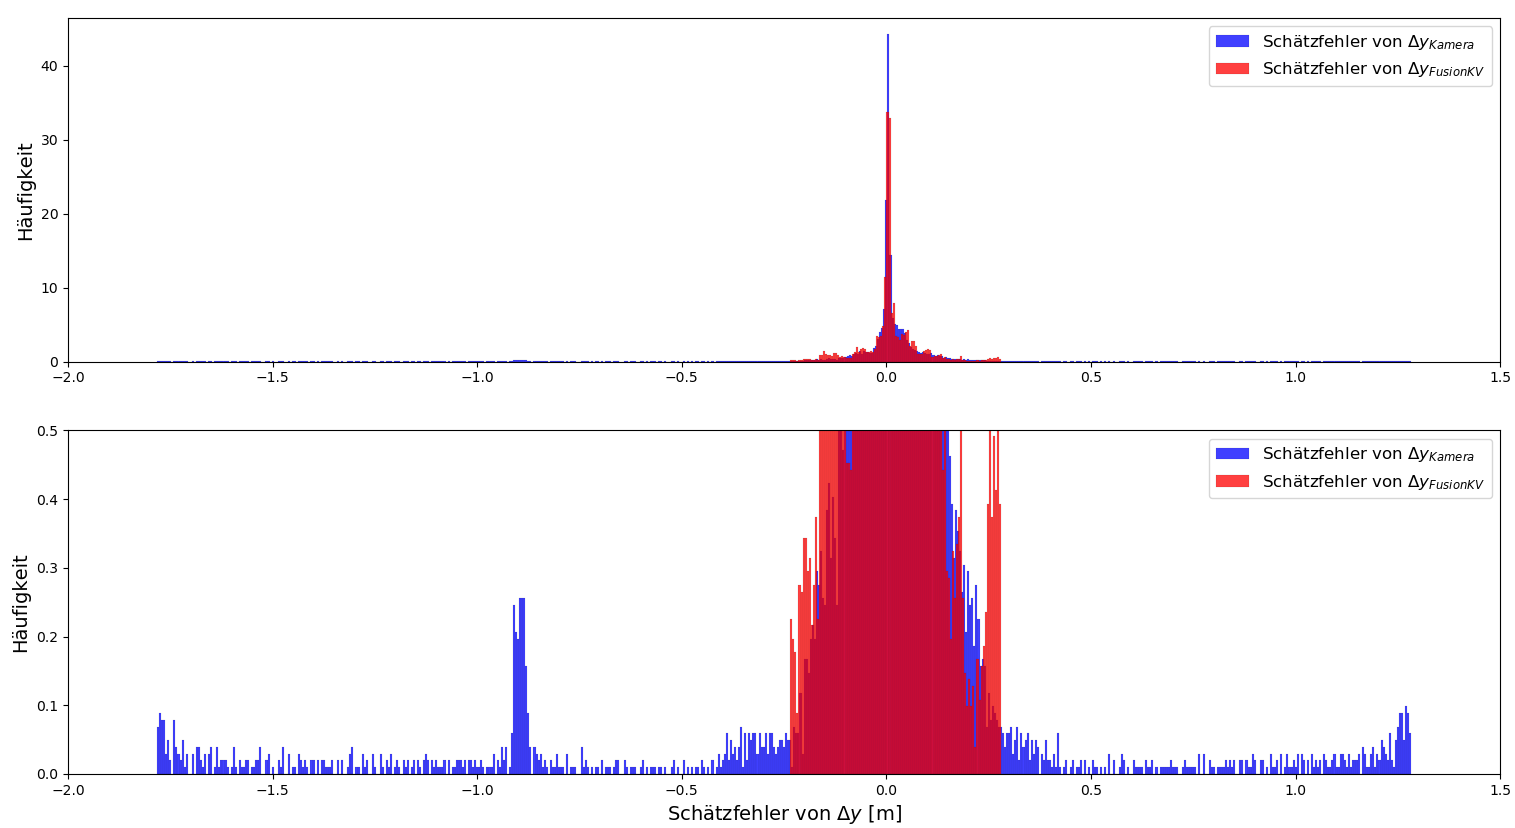 Häufigkeit
40
30
20
10
0
−2.0 −1.5 −1.0 −0.5 0.0 0.5 1.0 1.5
Schätzfehler von Δy_Kamera
Schätzfehler von Δy_FusionKV
Häufigkeit
0.5
0.4
0.3
0.2
0.1
0.0
−2.0 −1.5 −1.0 −0.5 0.0 0.5 1.0 1.5
Schätzfehler von Δy_Kamera
Schätzfehler von Δy_FusionKV
Schätzfehler von Δy [m]